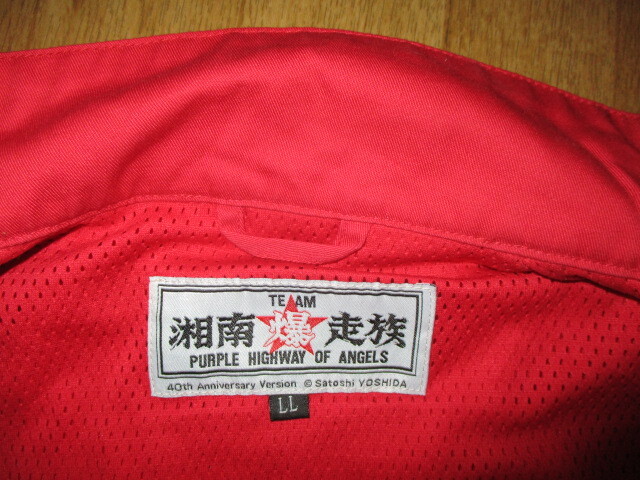 TEAM
湘南爆走族
PURPLE HIGHWAY OF ANGELS
40th Anniversary Version © Satoshi YOSHIDA
LL